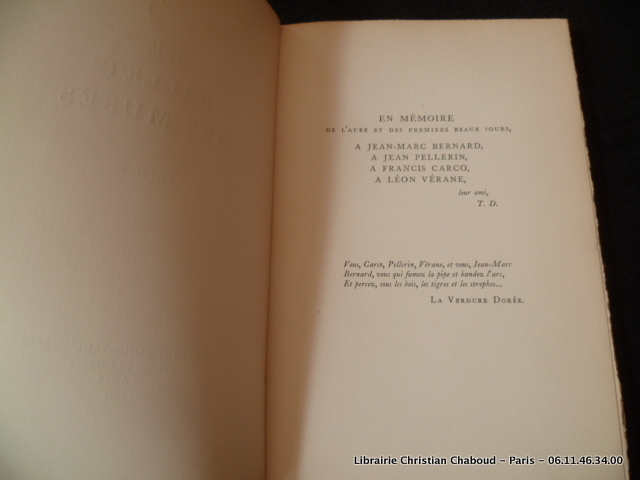 EN MÉMOIRE
DE L'AUBE ET DES PREMIERS BEAUX JOURS,
A JEAN-MARC BERNARD,
A JEAN PELLERIN,
A FRANCIS CARCO,
A LÉON VÉRANE,
leur ami,
T. D.
Vous, Carco, Pellerin, Vérane, et vous, Jean-Marc
Bernard, vous qui fumez la pipe et bandez l'arc,
Et percez, sous les bois, les tigres et les strophes...
LA VERDURE DORÉE.
Librairie Christian Chaboud - Paris - 06.11.46.34.00